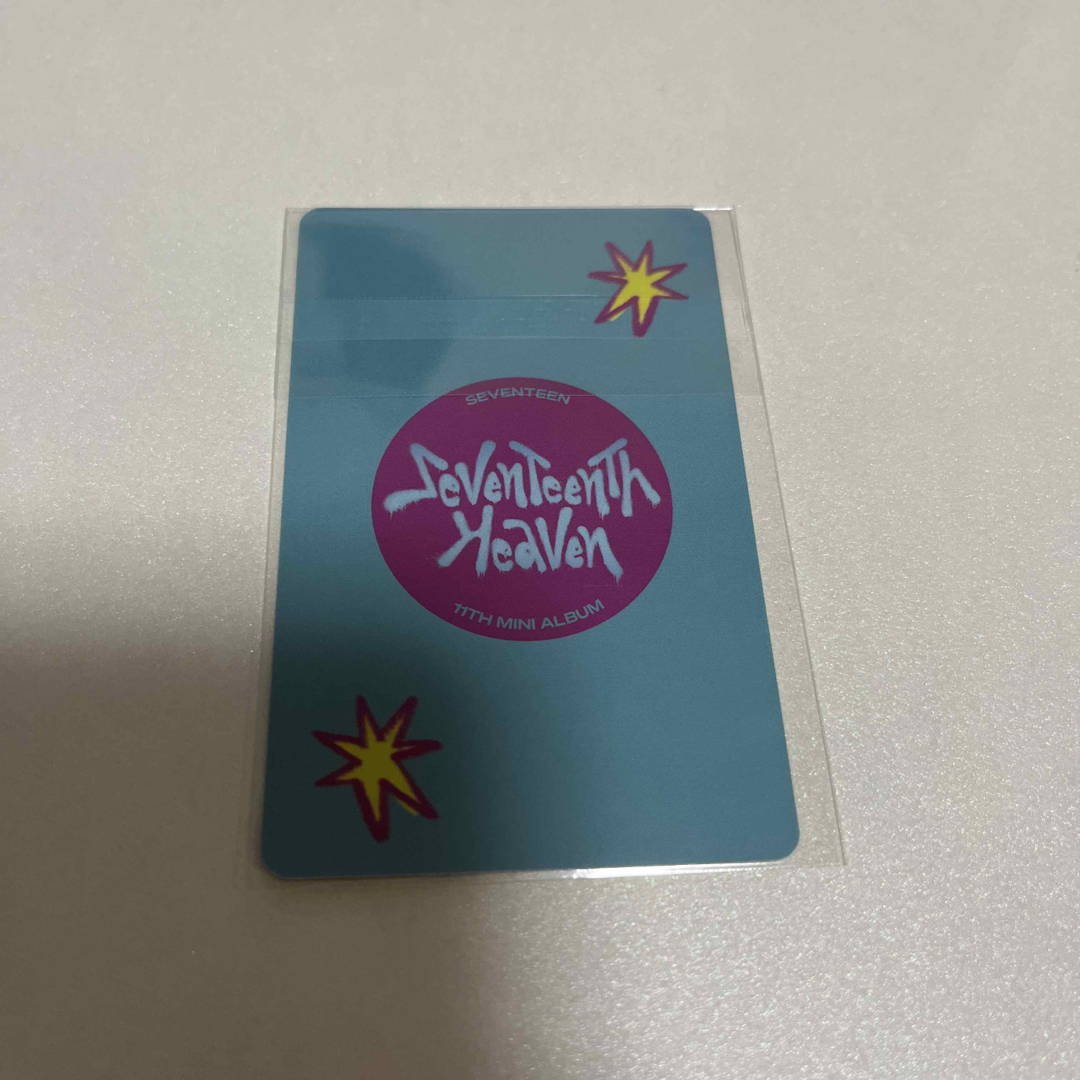 SEVENTEEN
SevenTeenTh
Heaven
11TH MINI ALBUM